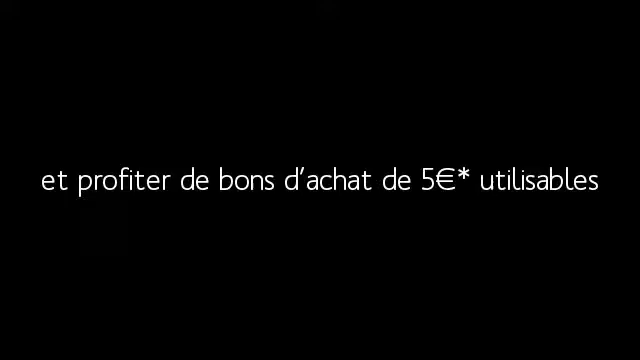 et profiter de bons d'achat de 5€* utilisables